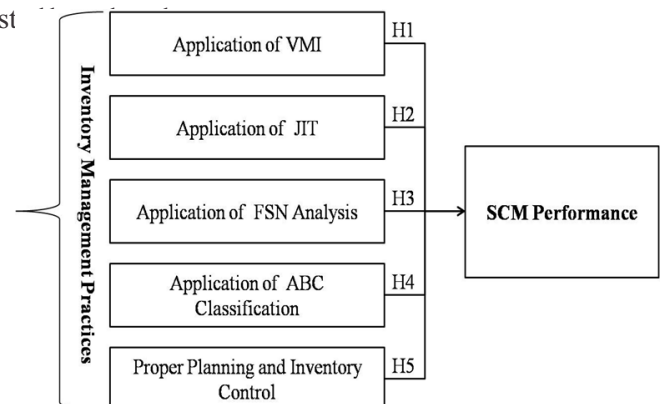 st
Inventory Management Practices
Application of VMI
H1
Application of JIT
H2
Application of FSN Analysis
H3
Application of ABC
Classification
H4
Proper Planning and Inventory
Control
H5
SCM Performance